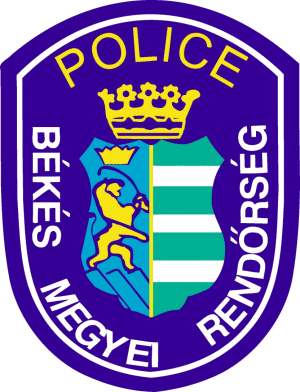 POLICE
BÉKÉS MEGYEI RENDŐRSÉG